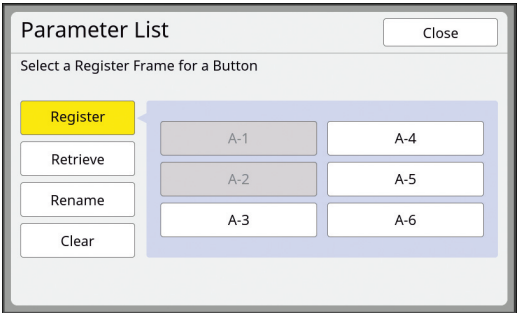 Parameter List
Close
Select a Register Frame for a Button
Register
Retrieve
Rename
Clear
A-1
A-4
A-2
A-5
A-3
A-6